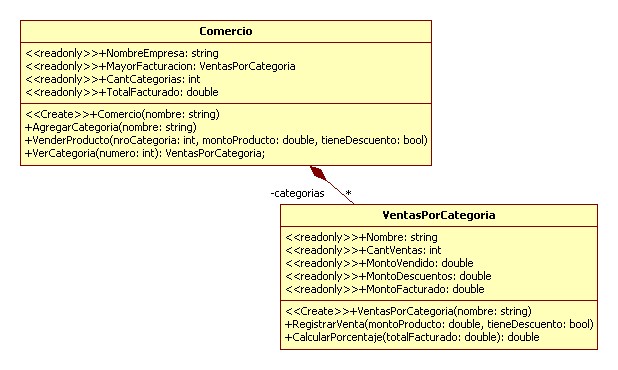 Comercio
<<readonly>>+NombreEmpresa: string
<<readonly>>+MayorFacturacion: VentasPorCategoria
<<readonly>>+CantCategorias: int
<<readonly>>+TotalFacturado: double
<<Create>>+Comercio(nombre: string)
+AgregarCategoria(nombre: string)
+VenderProducto(nroCategoria: int, montoProducto: double, tieneDescuento: bool)
+VerCategoria(numero: int): VentasPorCategoria;
-categorias *
VentasPorCategoria
<<readonly>>+Nombre: string
<<readonly>>+CantVentas: int
<<readonly>>+MontoVendido: double
<<readonly>>+MontoDescuentos: double
<<readonly>>+MontoFacturado: double
<<Create>>+VentasPorCategoria(nombre: string)
+RegistrarVenta(montoProducto: double, tieneDescuento: bool)
+CalcularPorcentaje(totalFacturado: double): double